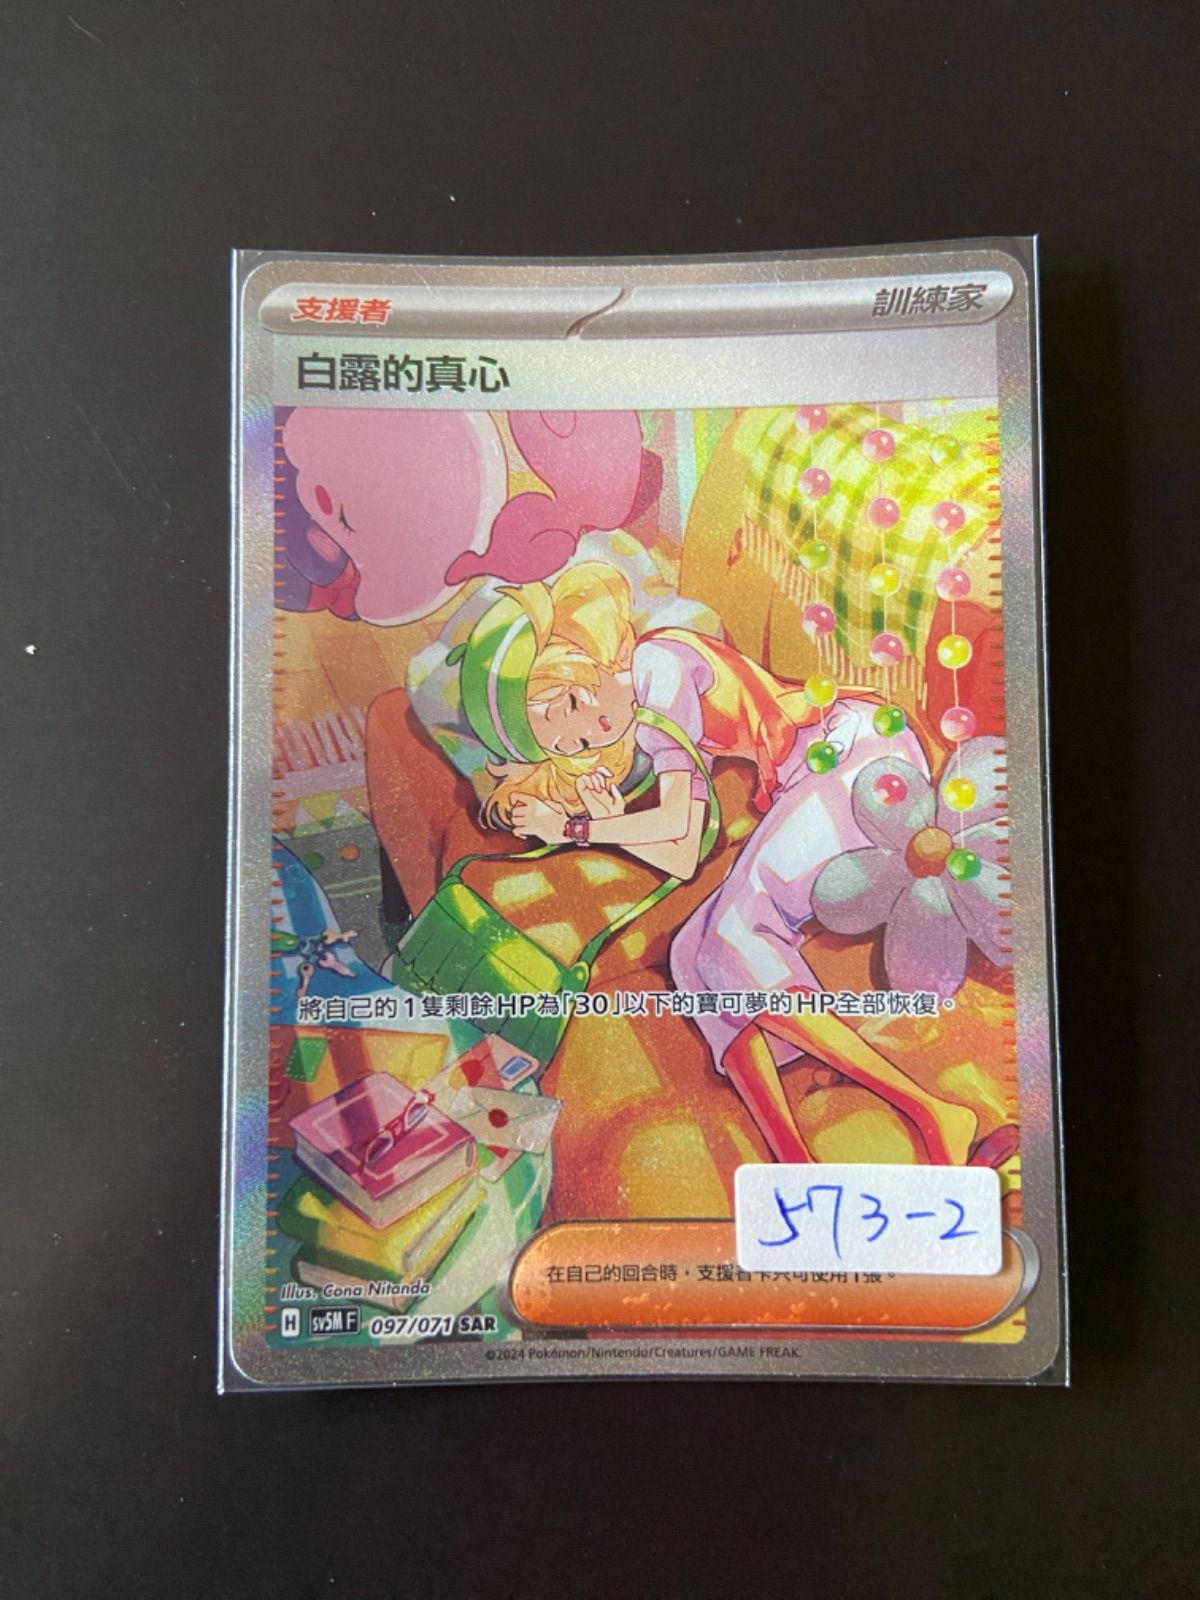 支援者
訓練家
白露的真心
將自己的1隻剩餘HP為「30」以下的寶可夢的HP全部恢復。
573-2
在自己的回合時，支援者卡只可使用1張。
Illus. Cona Nitanda
H SV5M F 097/071 SAR
©2024 Pokémon/Nintendo/Creatures/GAME FREAK.